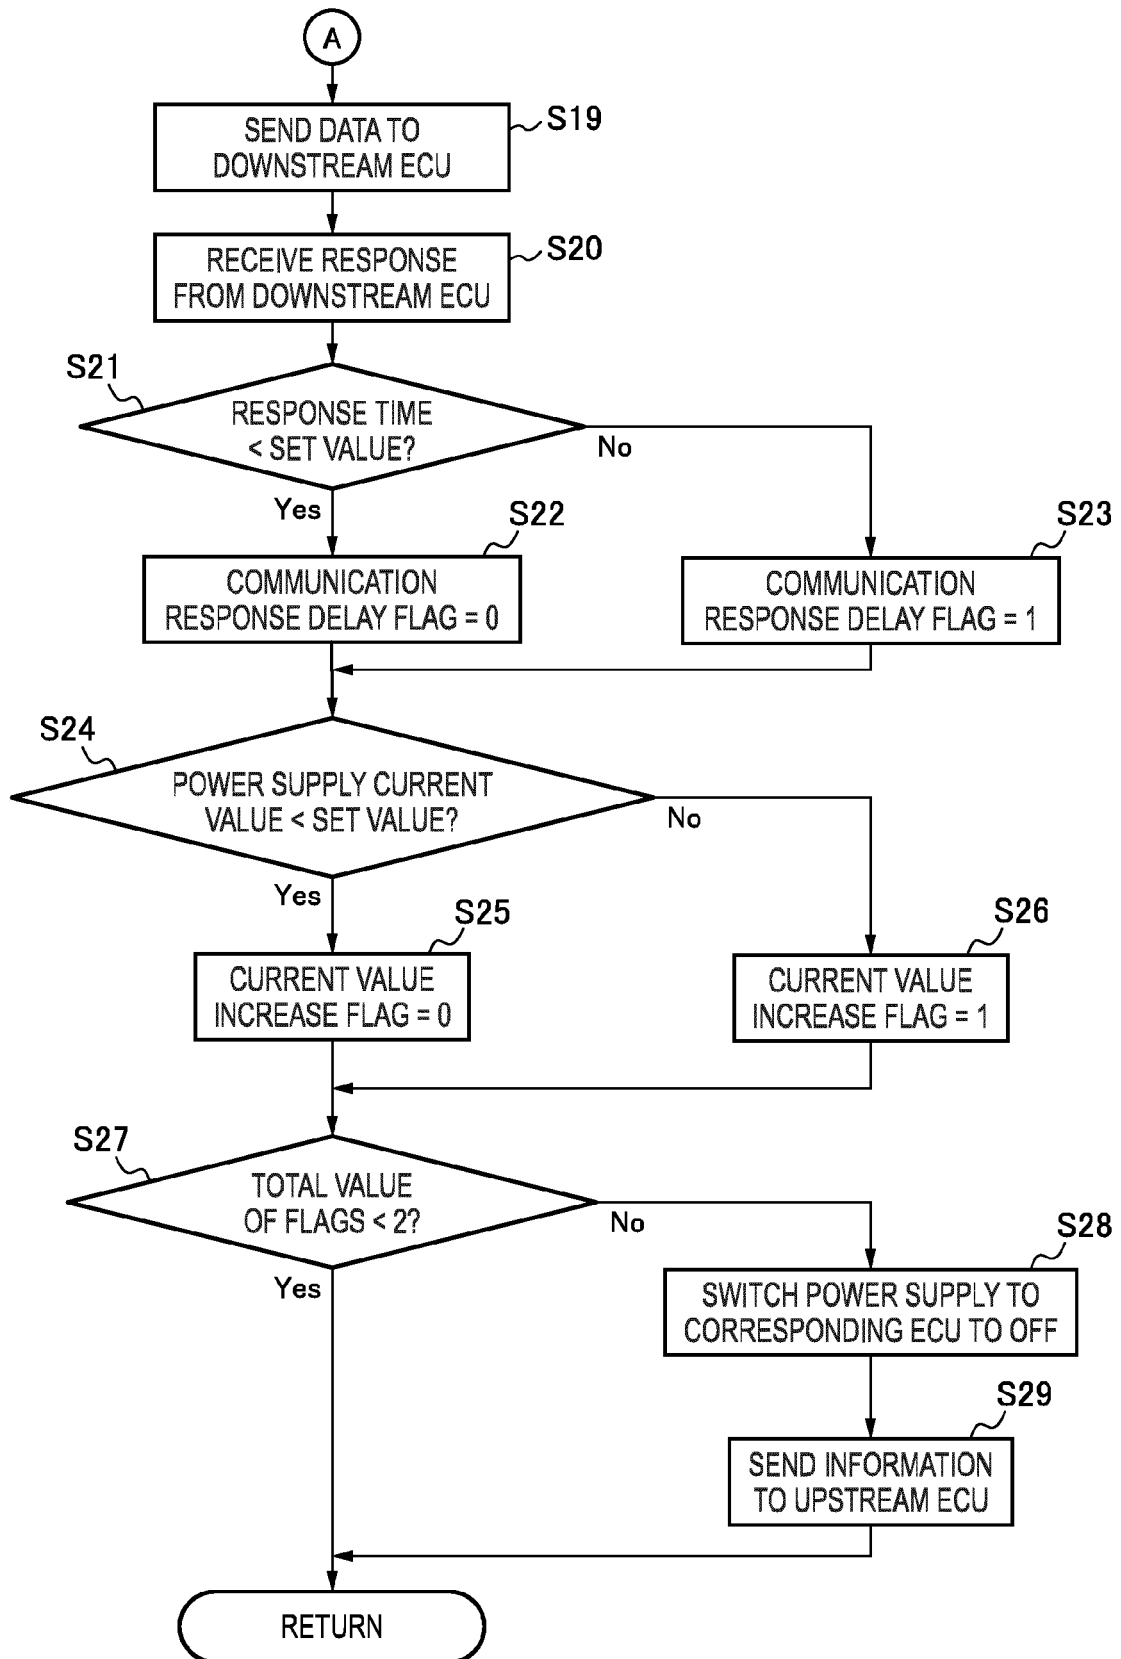 A
SEND DATA TO
DOWNSTREAM ECU
S19
RECEIVE RESPONSE
FROM DOWNSTREAM ECU
S20
S21
RESPONSE TIME
< SET VALUE?
No
Yes
S22
COMMUNICATION
RESPONSE DELAY FLAG = 0
S23
COMMUNICATION
RESPONSE DELAY FLAG = 1
S24
POWER SUPPLY CURRENT
VALUE < SET VALUE?
No
Yes
S25
CURRENT VALUE
INCREASE FLAG = 0
S26
CURRENT VALUE
INCREASE FLAG = 1
S27
TOTAL VALUE
OF FLAGS < 2?
No
Yes
S28
SWITCH POWER SUPPLY TO
CORRESPONDING ECU TO OFF
S29
SEND INFORMATION
TO UPSTREAM ECU
RETURN